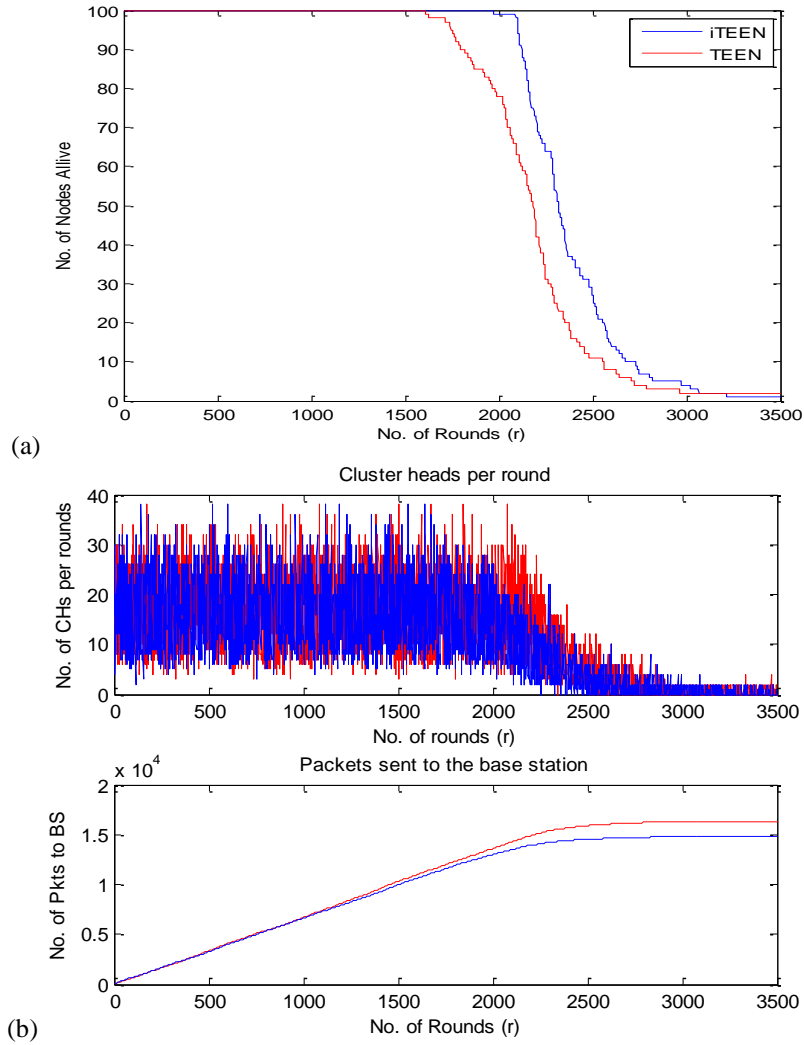 100
90
80
70
60
50
40
30
20
10
0
No. of Nodes Allive
iTEEN
TEEN
0 500 1000 1500 2000 2500 3000 3500
No. of Rounds (r)
(a)
Cluster heads per round
40
30
20
10
0
No. of CHs per rounds
0 500 1000 1500 2000 2500 3000 3500
No. of rounds (r)
Packets sent to the base station
x 10^4
2
1.5
1
0.5
0
No. of Pkts to BS
0 500 1000 1500 2000 2500 3000 3500
No. of Rounds (r)
(b)